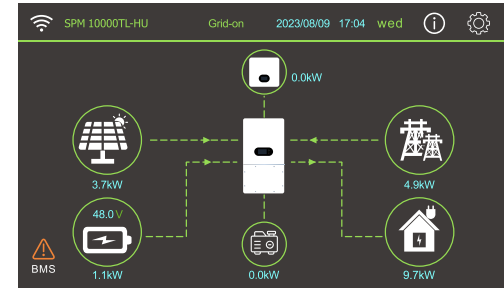 SPM 10000TL-HU Grid-on 2023/08/09 17:04 wed
0.0kW
3.7kW
4.9kW
48.0V
BMS
1.1kW
0.0kW
9.7kW